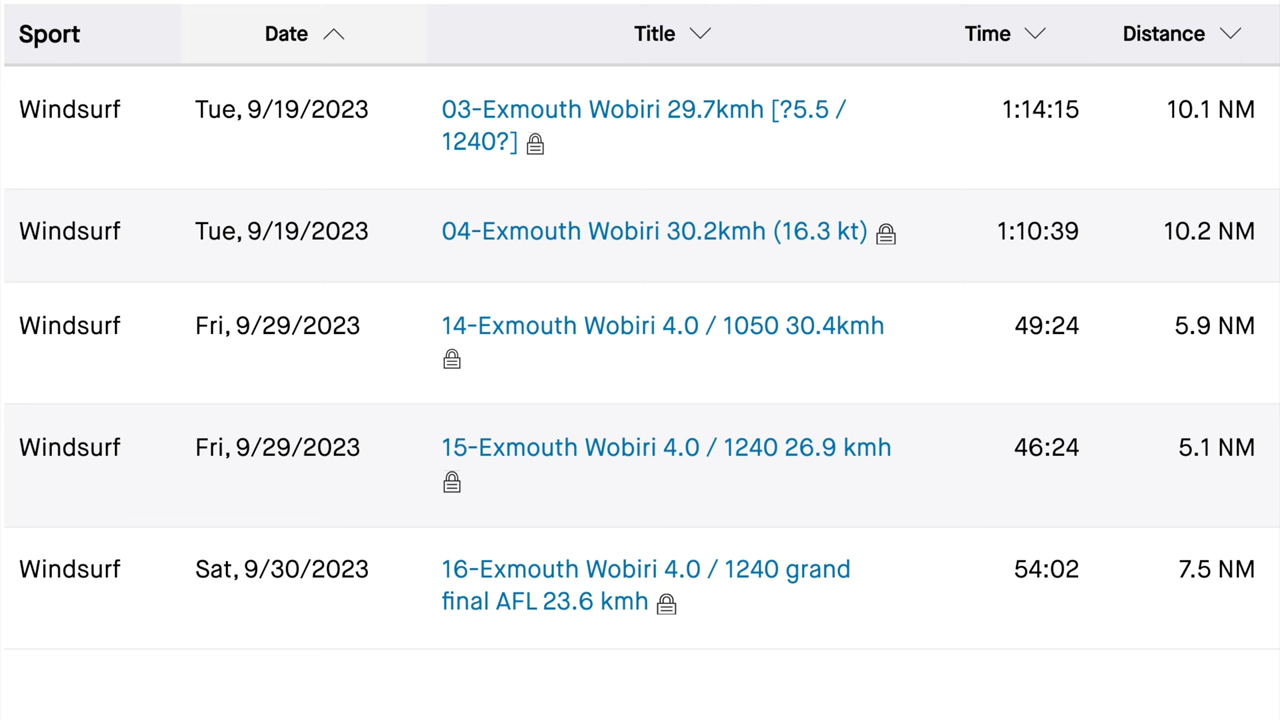 Sport Date Title Time Distance
Windsurf Tue, 9/19/2023 03-Exmouth Wobiri 29.7kmh [?5.5 / 1:14:15 10.1 NM
1240?]
Windsurf Tue, 9/19/2023 04-Exmouth Wobiri 30.2kmh (16.3 kt) 1:10:39 10.2 NM
Windsurf Fri, 9/29/2023 14-Exmouth Wobiri 4.0 / 1050 30.4kmh 49:24 5.9 NM
Windsurf Fri, 9/29/2023 15-Exmouth Wobiri 4.0 / 1240 26.9 kmh 46:24 5.1 NM
Windsurf Sat, 9/30/2023 16-Exmouth Wobiri 4.0 / 1240 grand 54:02 7.5 NM
final AFL 23.6 kmh